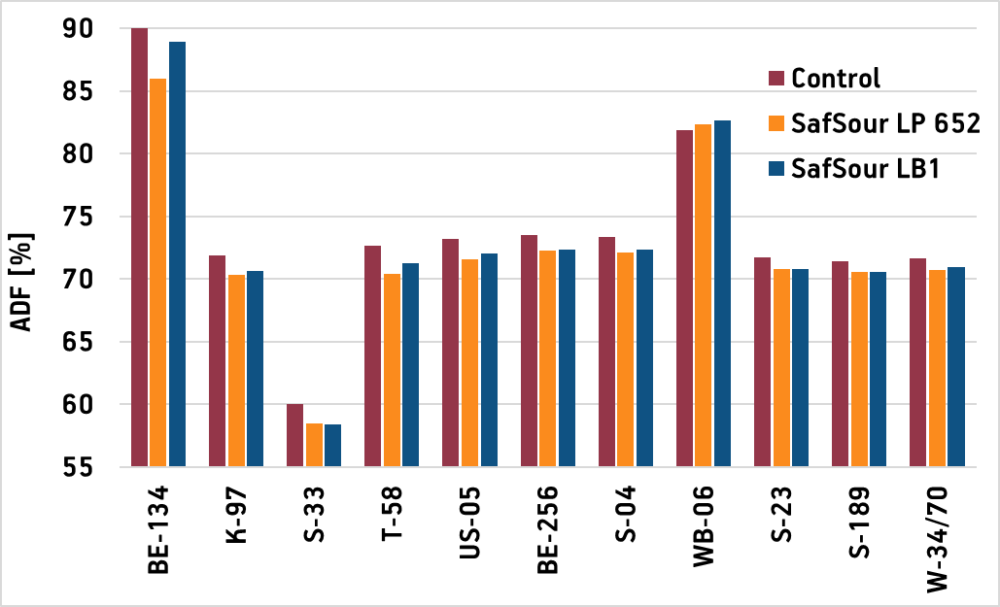 90
85
80
75
70
65
60
55
ADF [%]
Control
SafSour LP 652
SafSour LB1
BE-134
K-97
S-33
T-58
US-05
BE-256
S-04
WB-06
S-23
S-189
W-34/70